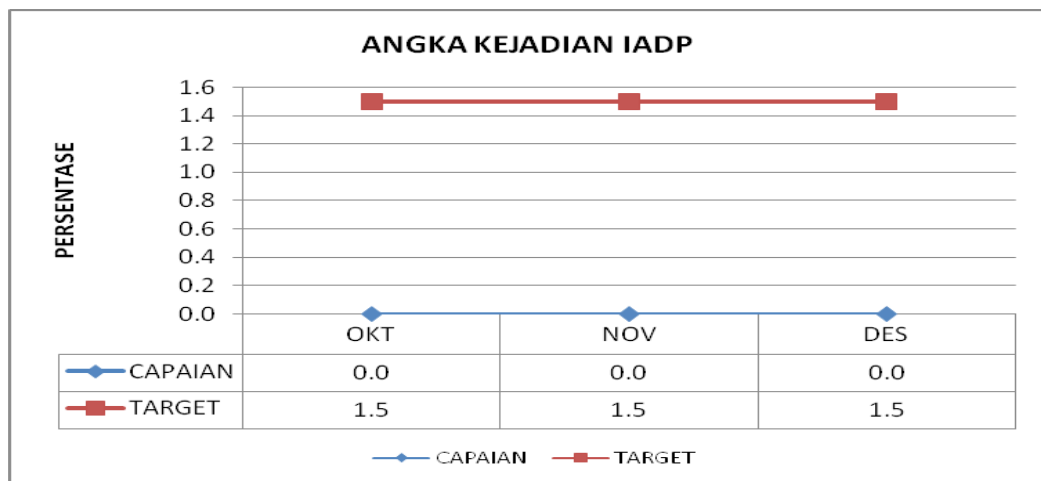 ANGKA KEJADIAN IADP
PERSENTASE
1.6
1.4
1.2
1.0
0.8
0.6
0.4
0.2
0.0
OKT NOV DES
CAPAIAN 0.0 0.0 0.0
TARGET 1.5 1.5 1.5
CAPAIAN TARGET